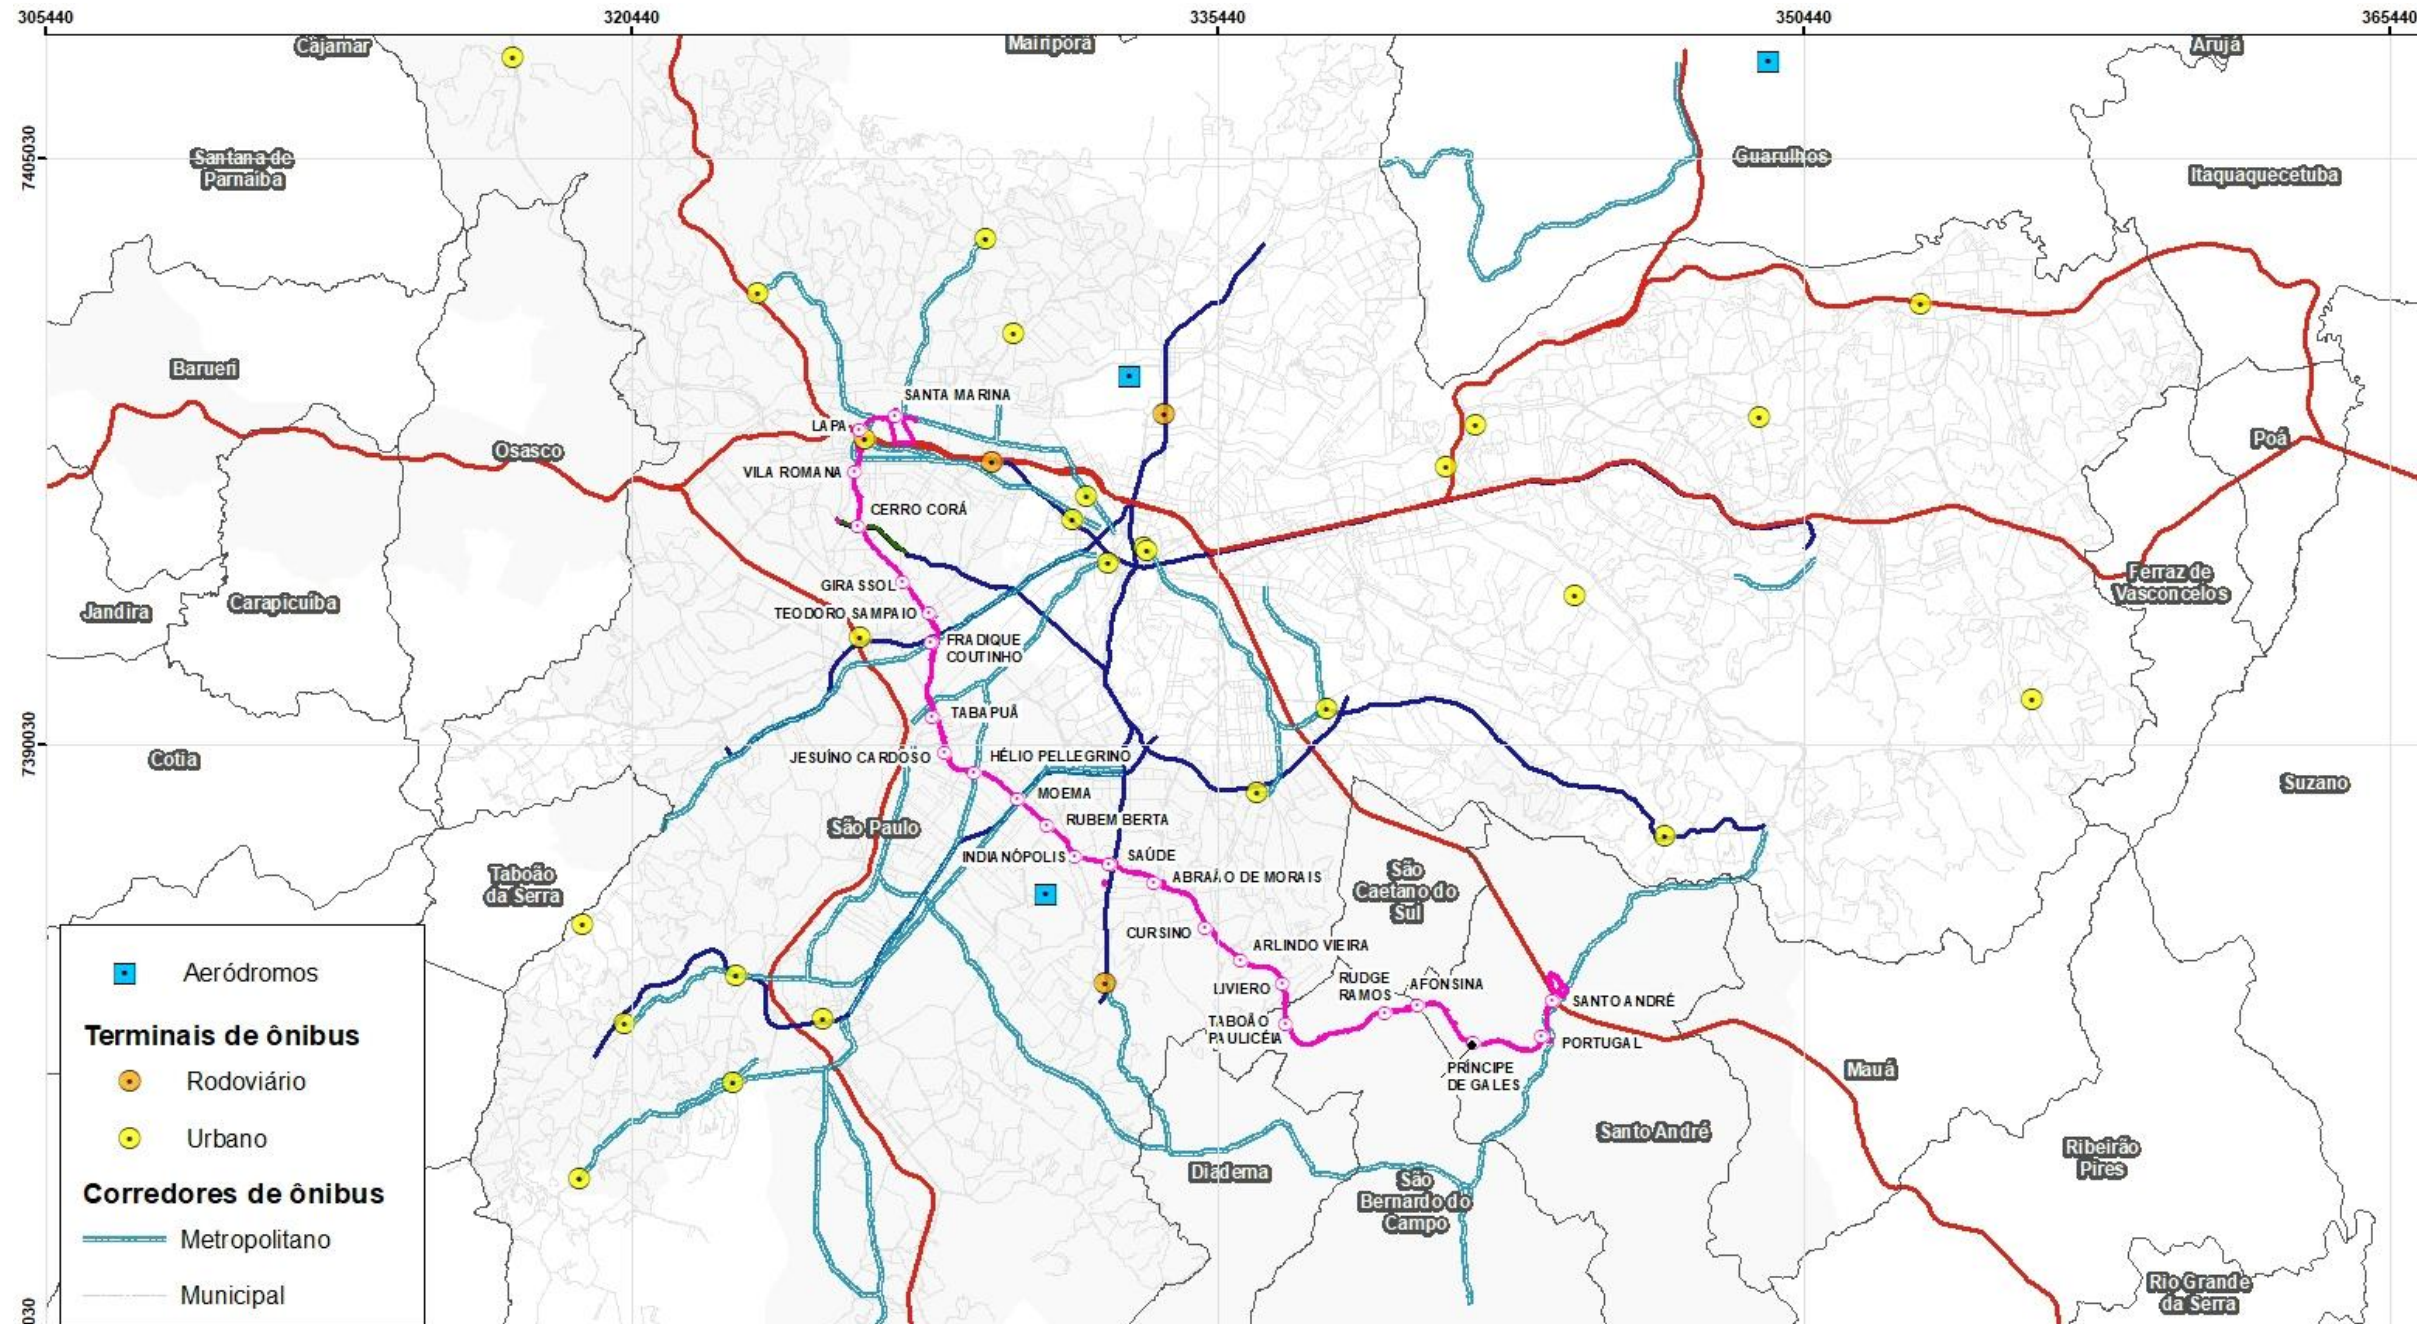 305440
320440
335440
350440
365440
Cajamar
Mairiporã
Arujá
7405030
Santana de
Parnaíba
Guarulhos
Itaquaquecetuba
Barueri
SANTA MARINA
LAPA
Osasco
Poá
VILA ROMANA
CERRO CORÁ
GIRASSOL
Jandira
Carapicuíba
TEODORO SAMPAIO
Ferraz de
Vasconcelos
FRADIQUE
COUTINHO
TABAPUÃ
7390030
Cotia
JESUÍNO CARDOSO
HÉLIO PELLEGRINO
Suzano
MOEMA
São Paulo
RUBEM BERTA
INDIANÓPOLIS
SAÚDE
Taboão
da Serra
ABRAÃO DE MORAIS
São
Caetano do
Sul
CURSINO
ARLINDO VIEIRA
LIVIERO
RUDGE
RAMOS
AFONSINA
SANTO ANDRÉ
TABOÃO
PAULICÉIA
PORTUGAL
PRÍNCIPE
DE GALES
Mauá
Santo André
Ribeirão
Pires
Diadema
São
Bernardo do
Campo
Rio Grande
da Serra
030
Aeródromos
Terminais de ônibus
Rodoviário
Urbano
Corredores de ônibus
Metropolitano
Municipal